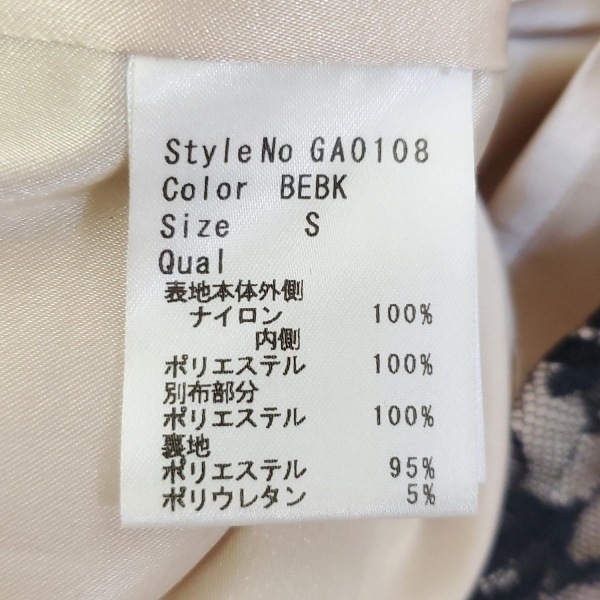 Style No GA0108
Color BEBK
Size S
Qual
表地本体外側
ナイロン 100%
内側
ポリエステル 100%
別布部分
ポリエステル 100%
裏地
ポリエステル 95%
ポリウレタン 5%